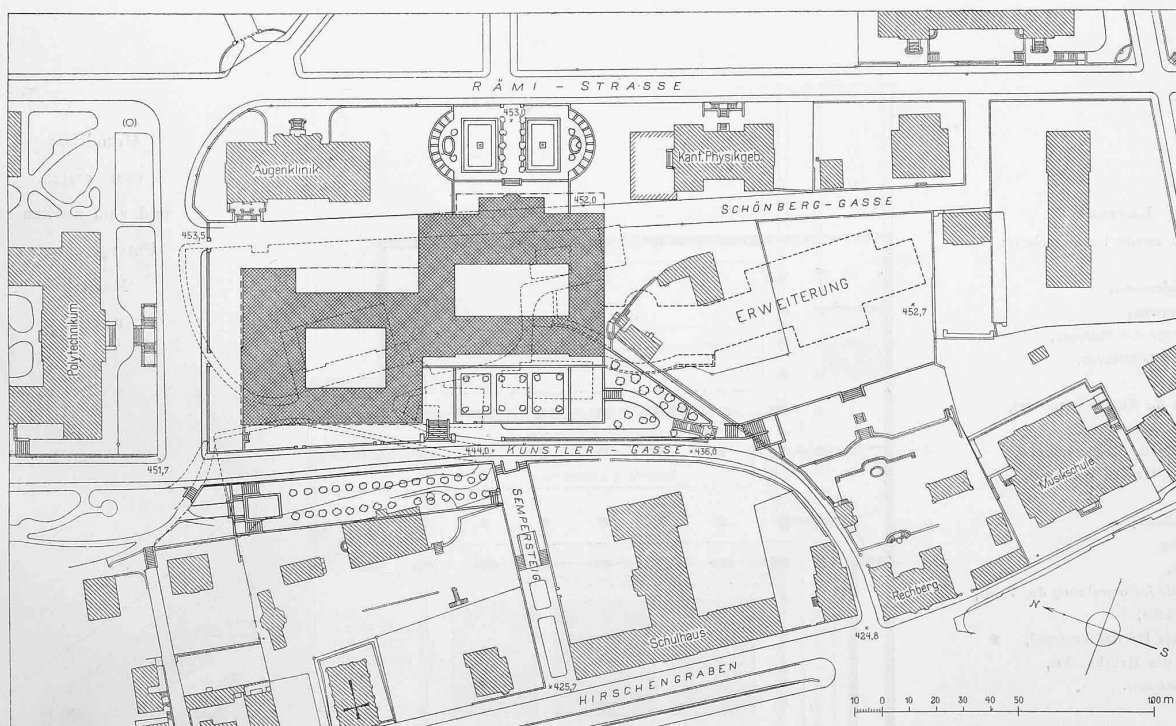 RÄMI - STRASSE
(O)
453,0
Augenklinik
Kant. Physikgeb.
452,0
SCHÖNBERG - GASSE
453,5
ERWEITERUNG
452,7
Polytechnikum
451,7
444,0
KÜNSTLER - GASSE
436,0
SEMPERSTEIG
Musikschule
Rechberg
Schulhaus
424,8
N
S
425,7
HIRSCHENGRABEN
10 0 10 20 30 40 50 100 m